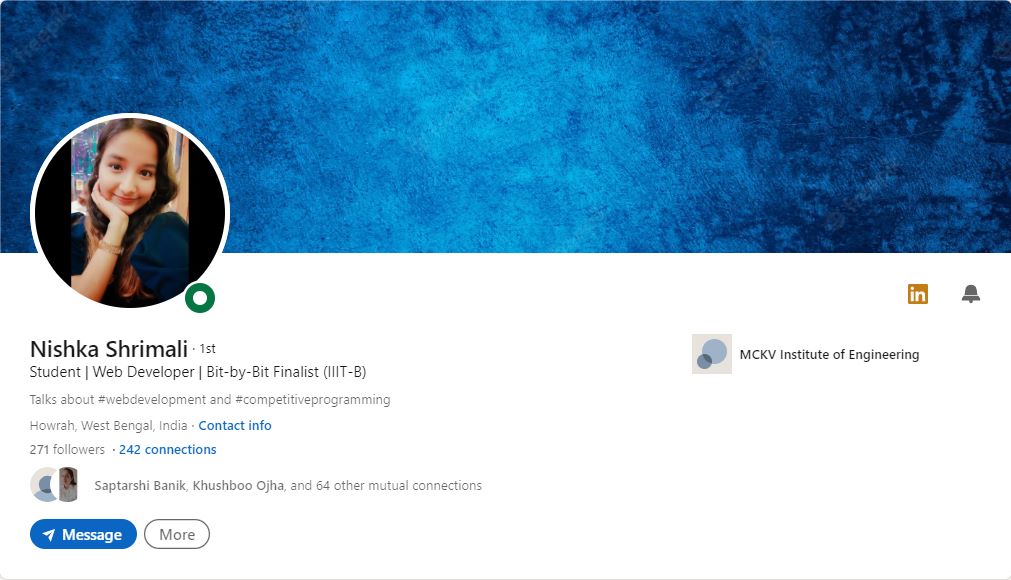 in
Nishka Shrimali · 1st
MCKV Institute of Engineering
Student | Web Developer | Bit-by-Bit Finalist (IIIT-B)
Talks about #webdevelopment and #competitiveprogramming
Howrah, West Bengal, India · Contact info
271 followers · 242 connections
Saptarshi Banik, Khushboo Ojha, and 64 other mutual connections
Message
More